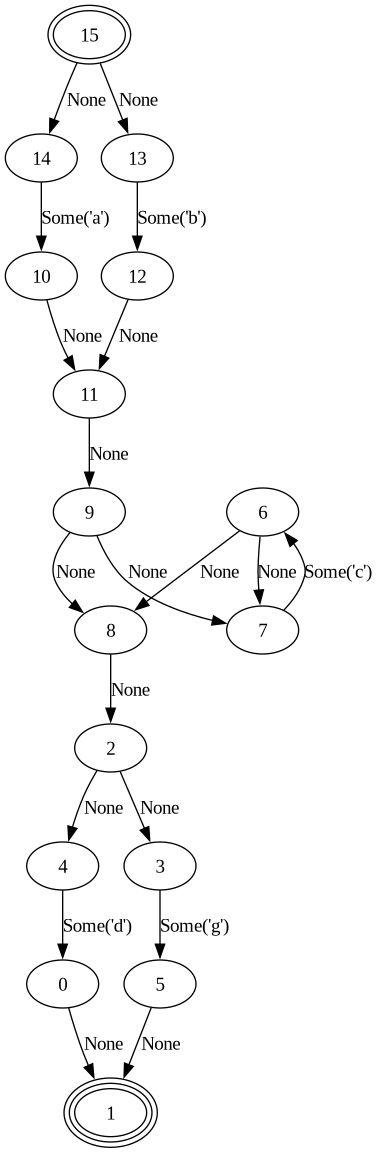 15
None None
14 13
Some('a') Some('b')
10 12
None None
11
None
9 6
None None None None Some('c')
8 7
None
2
None None
4 3
Some('d') Some('g')
0 5
None None
1